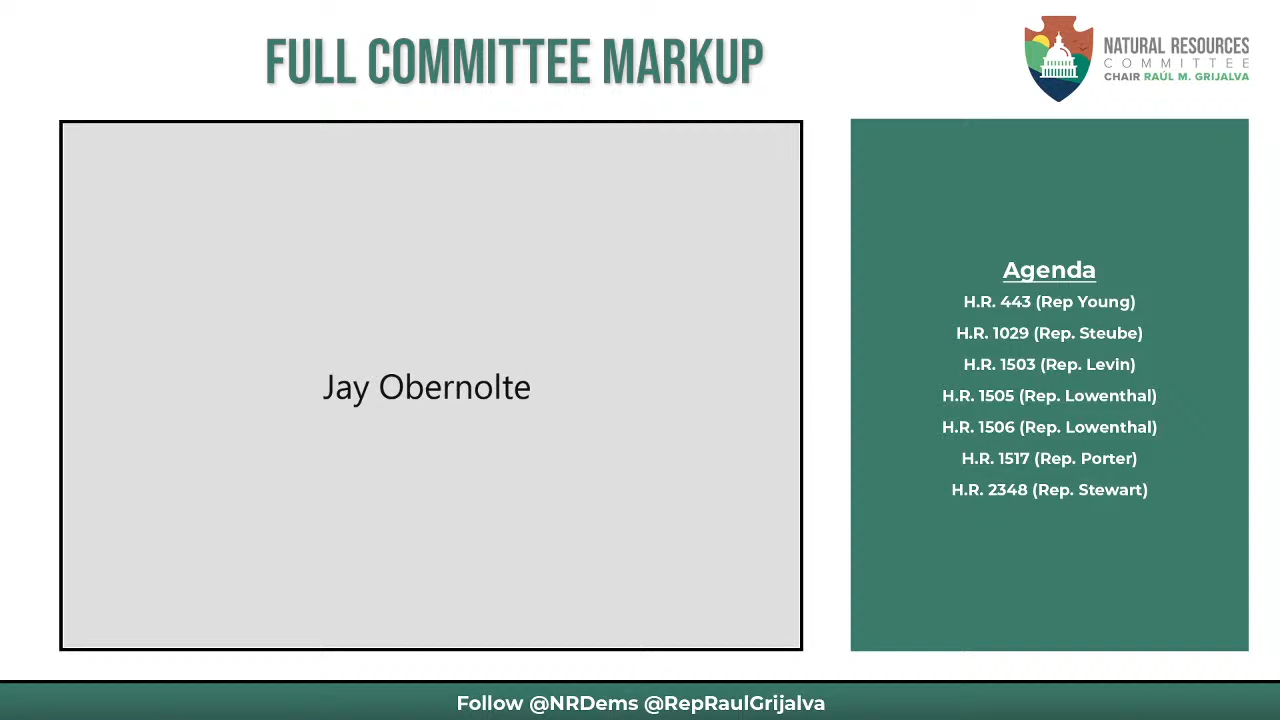 FULL COMMITTEE MARKUP
NATURAL RESOURCES
COMMITTEE
CHAIR RAÚL M. GRIJALVA
Jay Obernolte
Agenda
H.R. 443 (Rep Young)
H.R. 1029 (Rep. Steube)
H.R. 1503 (Rep. Levin)
H.R. 1505 (Rep. Lowenthal)
H.R. 1506 (Rep. Lowenthal)
H.R. 1517 (Rep. Porter)
H.R. 2348 (Rep. Stewart)
Follow @NRDems @RepRaulGrijalva